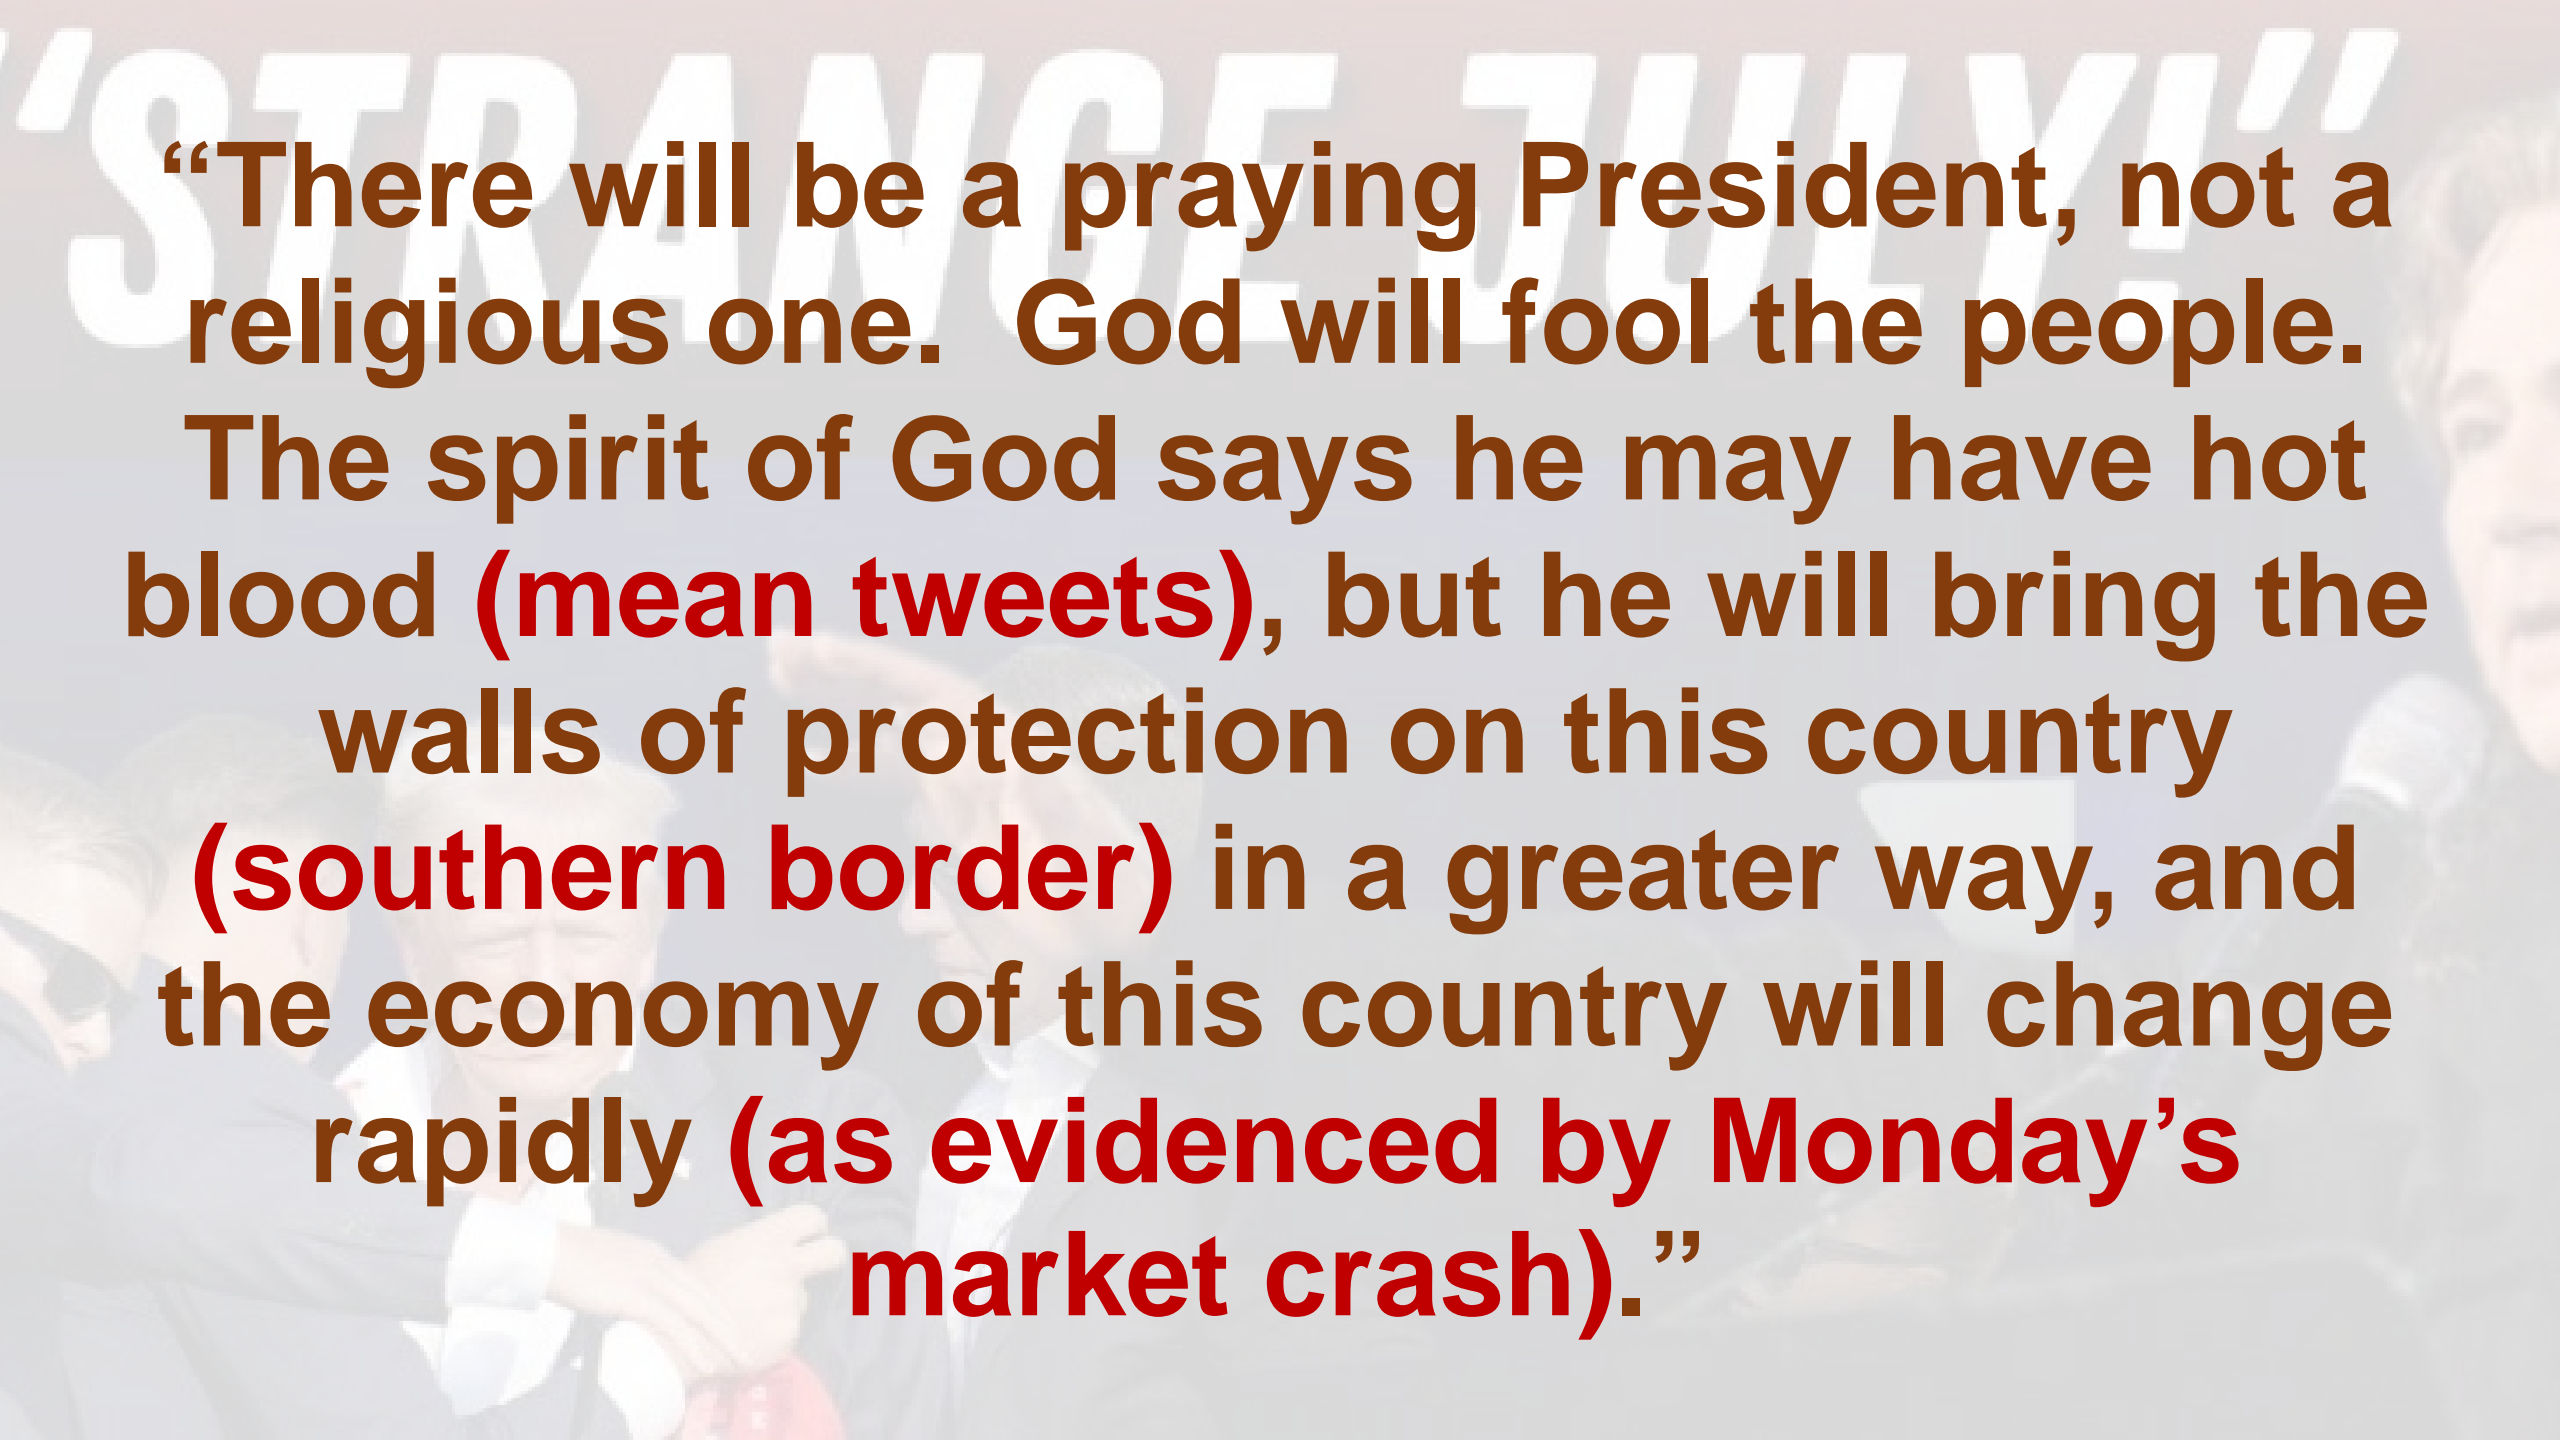 "STRANGE JULY!"
“There will be a praying President, not a
religious one.  God will fool the people.
The spirit of God says he may have hot
blood (mean tweets), but he will bring the
walls of protection on this country
(southern border) in a greater way, and
the economy of this country will change
rapidly (as evidenced by Monday’s
market crash).”